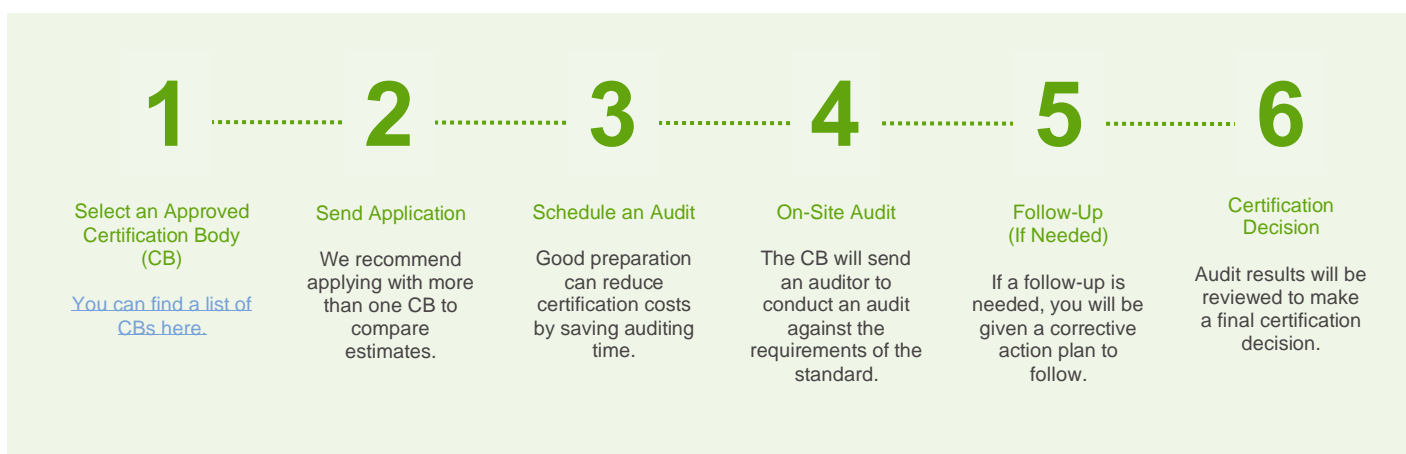 1
Select an Approved
Certification Body
(CB)
You can find a list of
CBs here.
2
Send Application
We recommend
applying with more
than one CB to
compare
estimates.
3
Schedule an Audit
Good preparation
can reduce
certification costs
by saving auditing
time.
4
On-Site Audit
The CB will send
an auditor to
conduct an audit
against the
requirements of the
standard.
5
Follow-Up
(If Needed)
If a follow-up is
needed, you will be
given a corrective
action plan to
follow.
6
Certification
Decision
Audit results will be
reviewed to make
a final certification
decision.